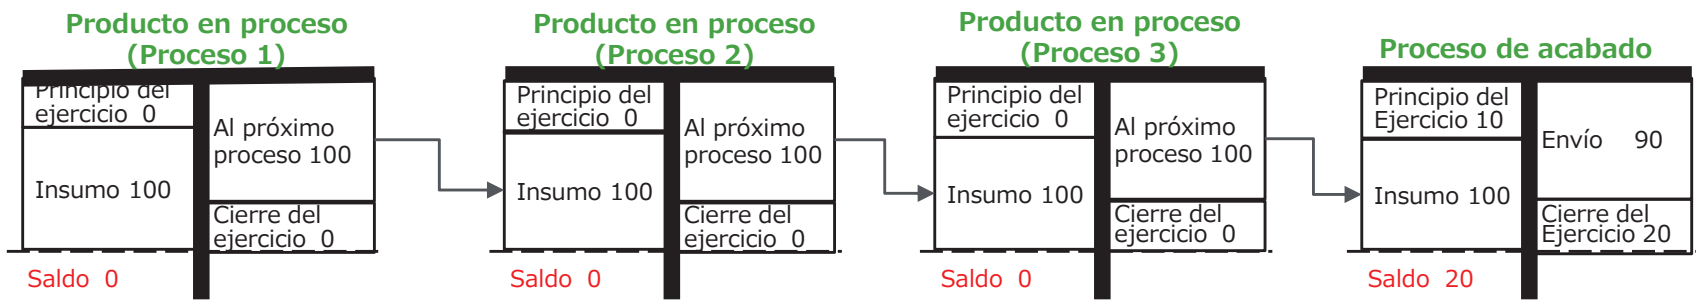 Producto en proceso
(Proceso 1)
Principio del
ejercicio 0
Insumo 100
Al próximo
proceso 100
Cierre del
ejercicio 0
Saldo 0
Producto en proceso
(Proceso 2)
Principio del
ejercicio 0
Insumo 100
Al próximo
proceso 100
Cierre del
ejercicio 0
Saldo 0
Producto en proceso
(Proceso 3)
Principio del
ejercicio 0
Insumo 100
Al próximo
proceso 100
Cierre del
ejercicio 0
Saldo 0
Proceso de acabado
Principio del
Ejercicio 10
Insumo 100
Envío 90
Cierre del
Ejercicio 20
Saldo 20